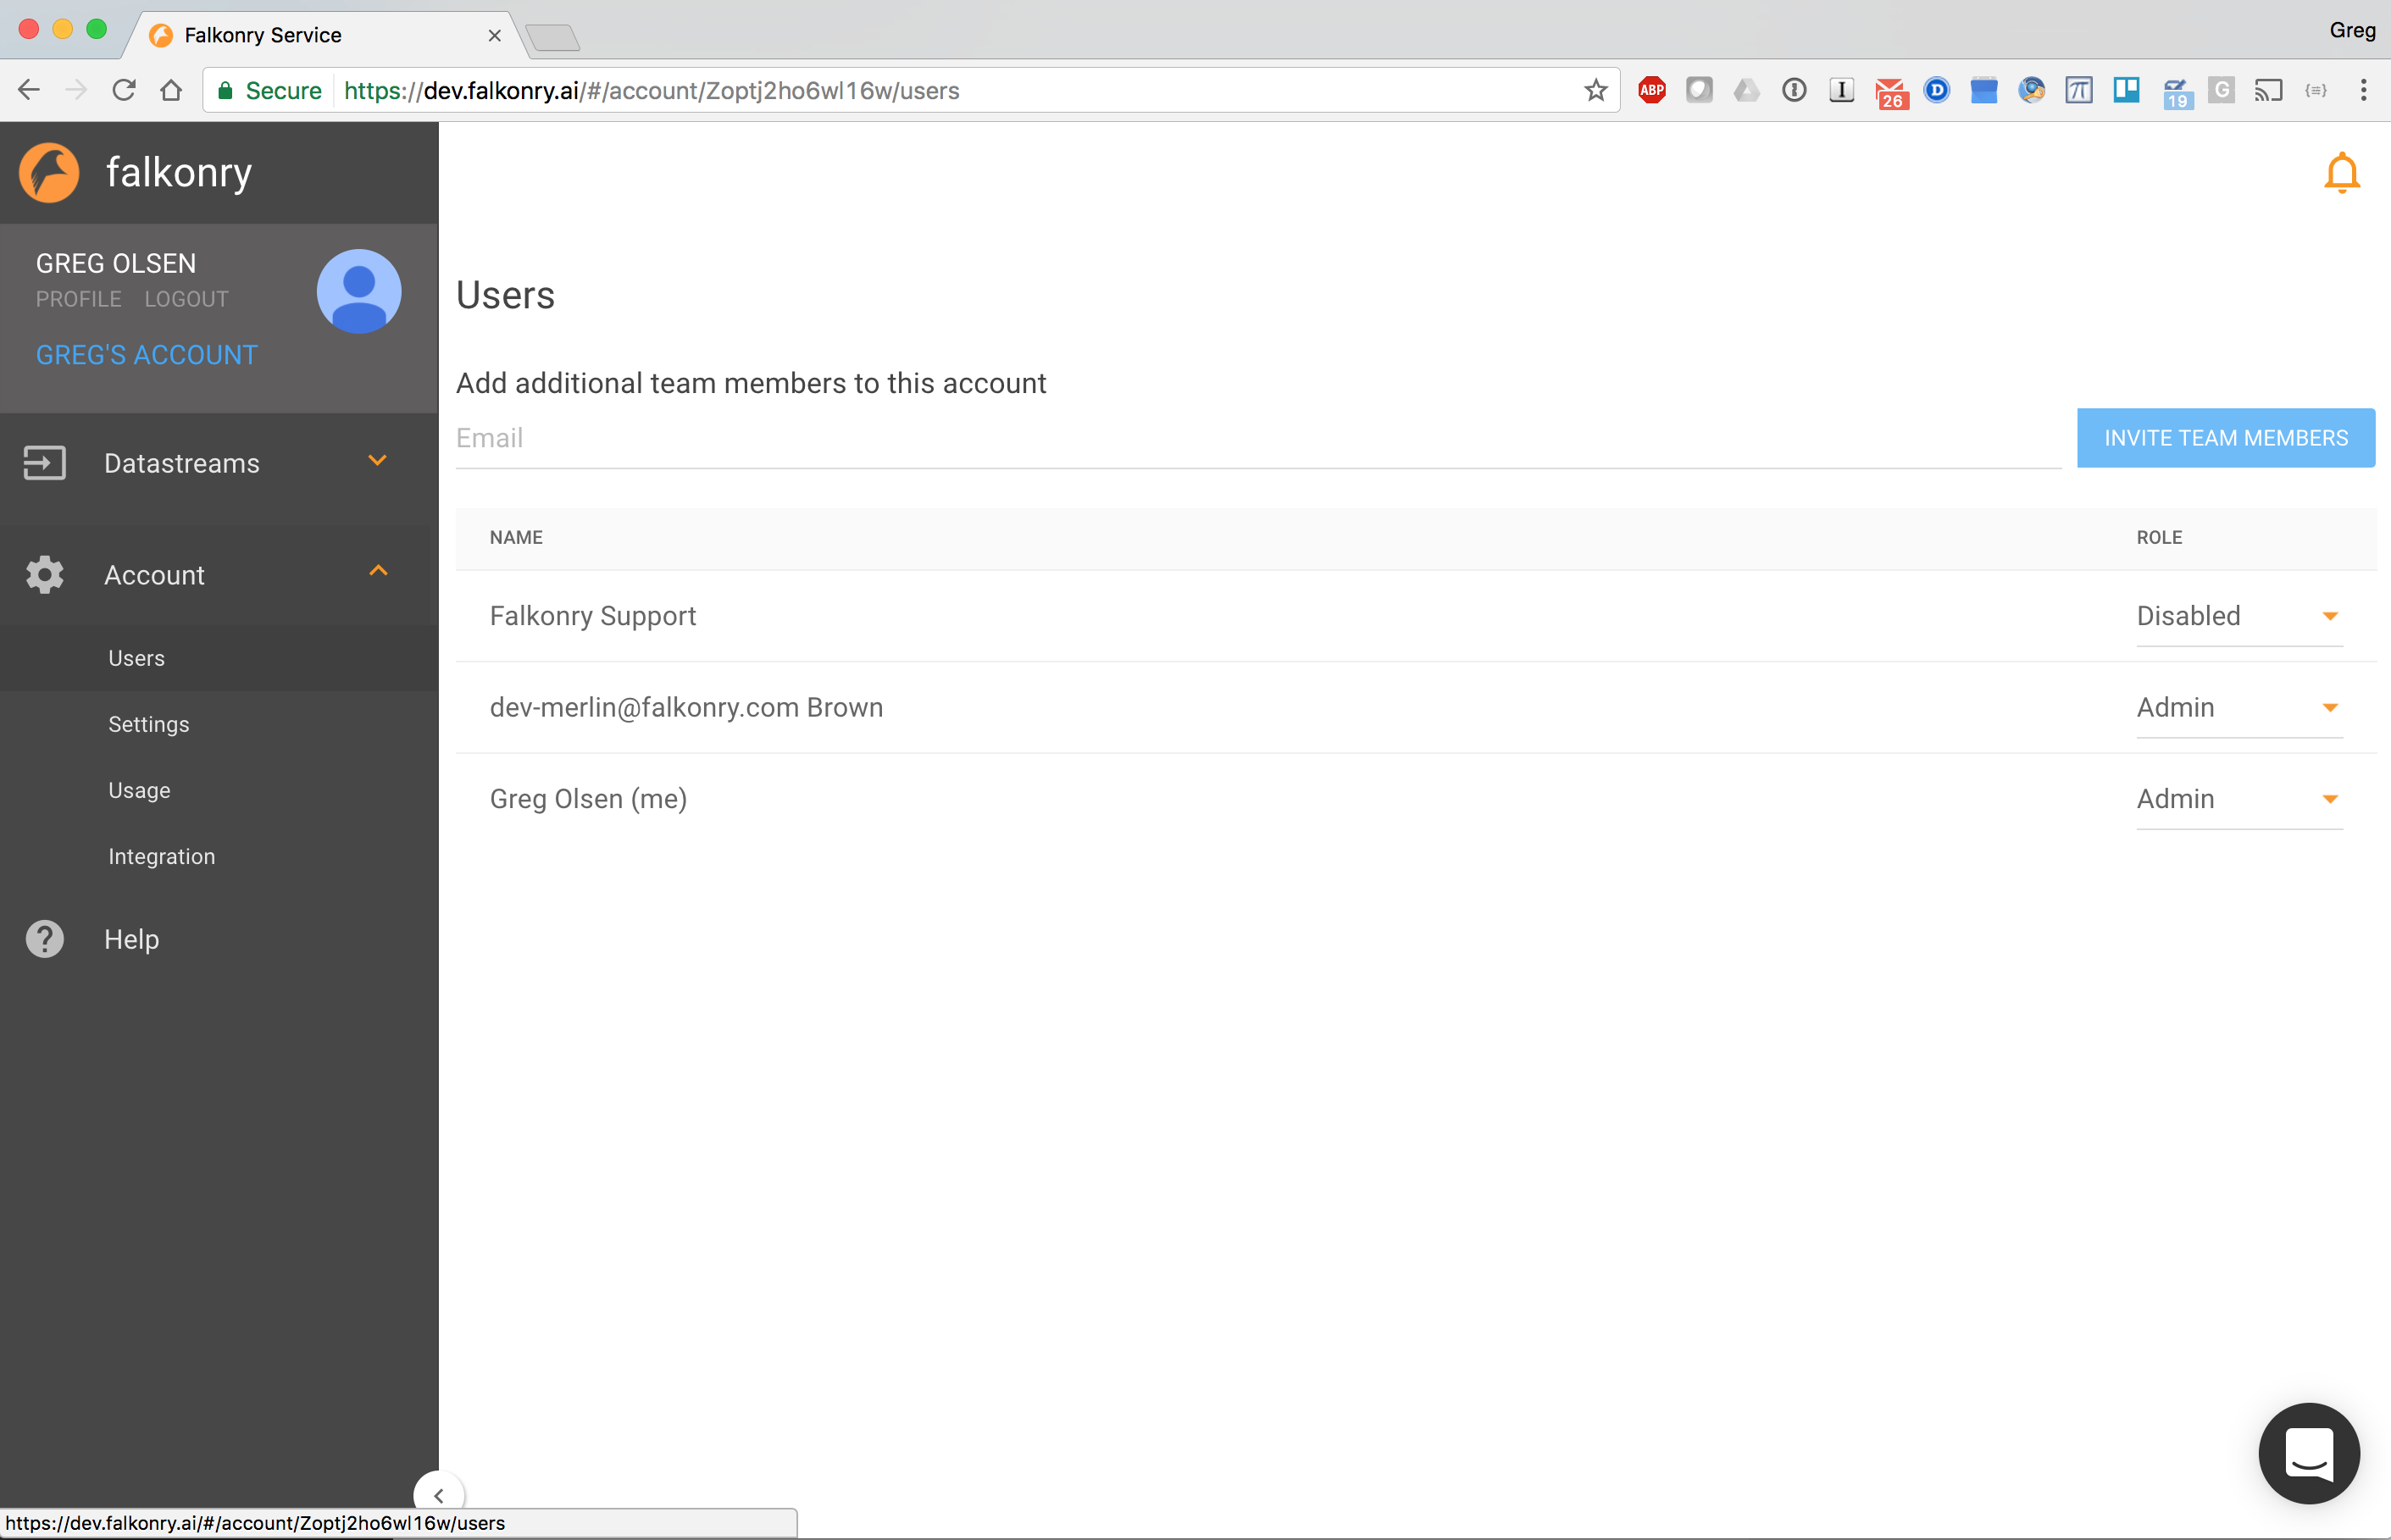 Falkonry Service
Greg
Secure https://dev.falkonry.ai/#/account/Zoptj2ho6wl16w/users
ABP
26
D
19
G
falkonry
GREG OLSEN
PROFILE LOGOUT
GREG'S ACCOUNT
Datastreams
Account
Users
Settings
Usage
Integration
Help
Users
Add additional team members to this account
Email
INVITE TEAM MEMBERS
NAME ROLE
Falkonry Support Disabled
dev-merlin@falkonry.com Brown Admin
Greg Olsen (me) Admin
https://dev.falkonry.ai/#/account/Zoptj2ho6wl16w/users